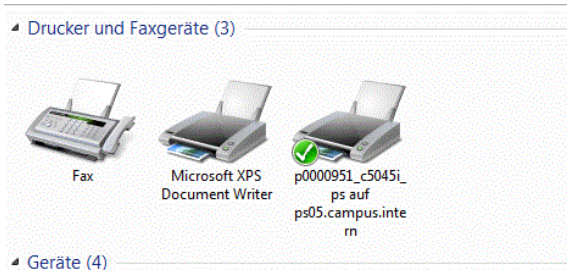 Drucker und Faxgeräte (3)
Fax
Microsoft XPS
Document Writer
p0000951_c5045i_
ps auf
ps05.campus.inte
rn
Geräte (4)